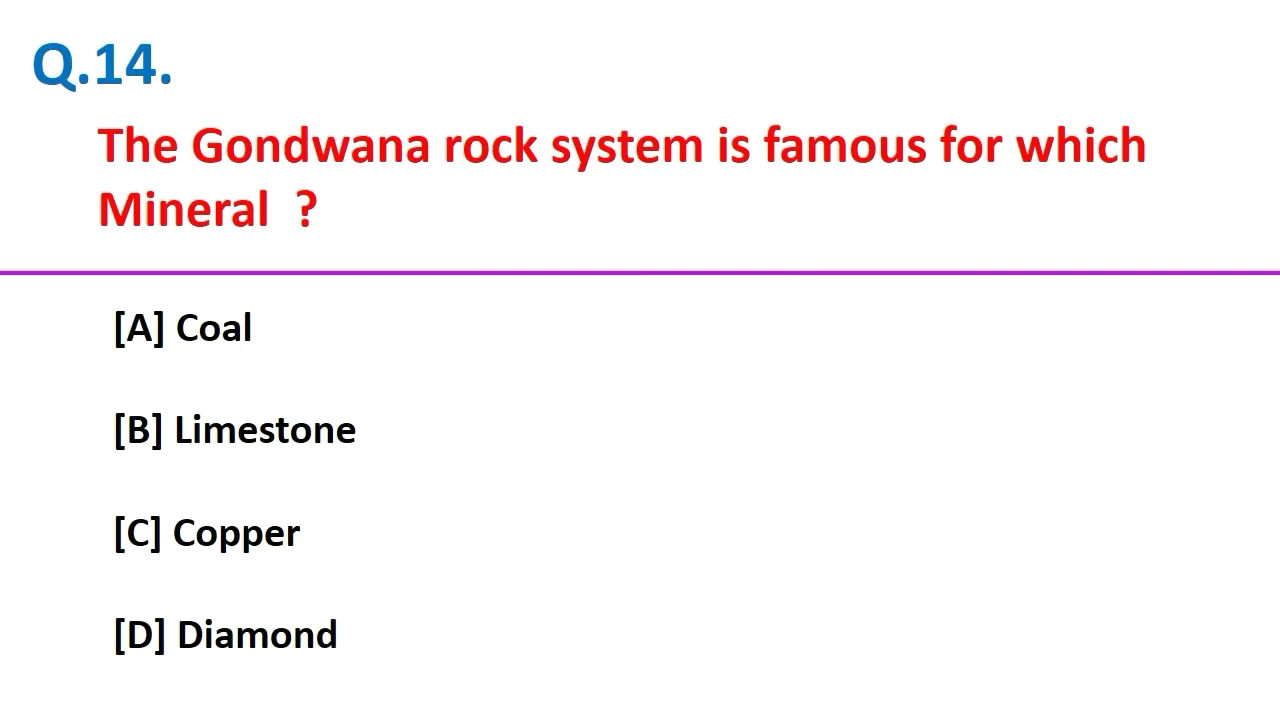 Q.14.
The Gondwana rock system is famous for which
Mineral ?
[A] Coal
[B] Limestone
[C] Copper
[D] Diamond